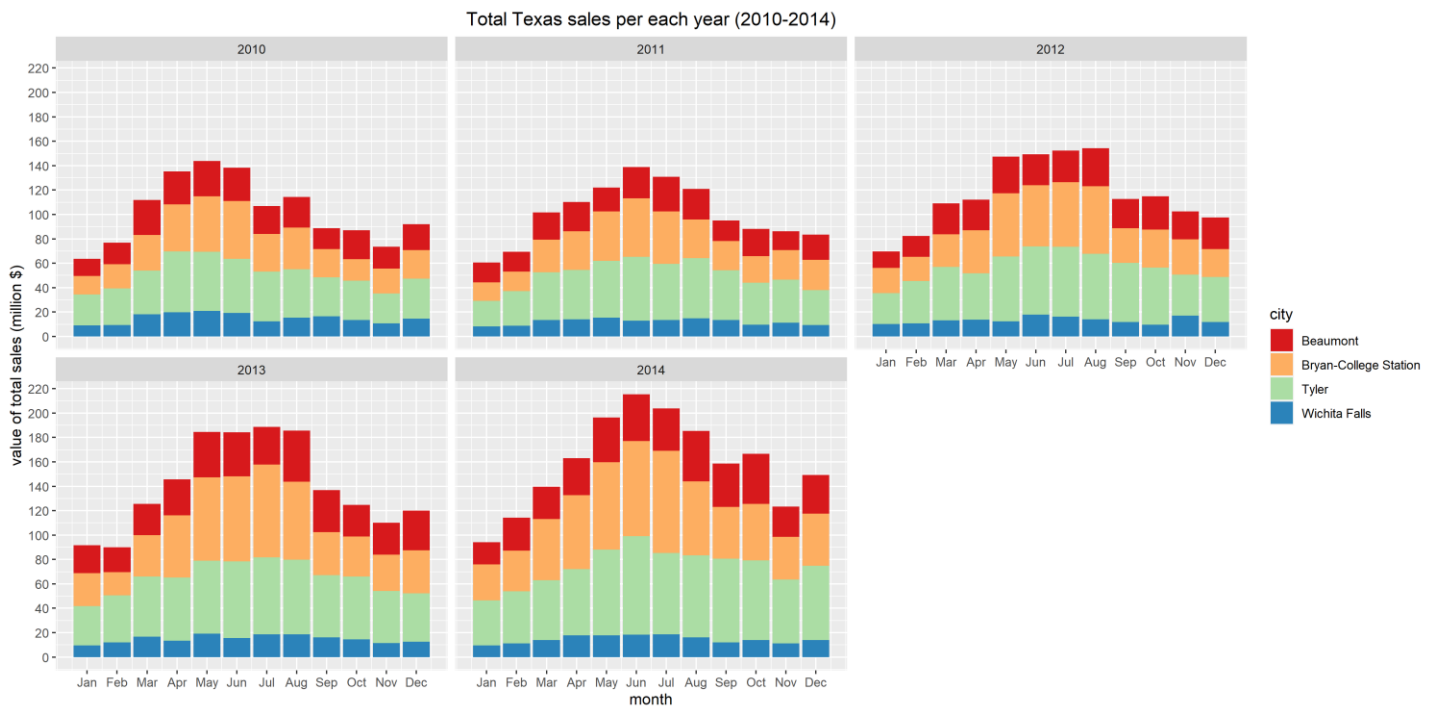 Total Texas sales per each year (2010-2014)
2010
2011
2012
220
200
180
160
140
120
100
80
60
40
20
0
Jan Feb Mar Apr May Jun Jul Aug Sep Oct Nov Dec
2013
2014
220
200
180
160
140
120
100
80
60
40
20
0
Jan Feb Mar Apr May Jun Jul Aug Sep Oct Nov Dec
Jan Feb Mar Apr May Jun Jul Aug Sep Oct Nov Dec
month
value of total sales (million $)
city
Beaumont
Bryan-College Station
Tyler
Wichita Falls